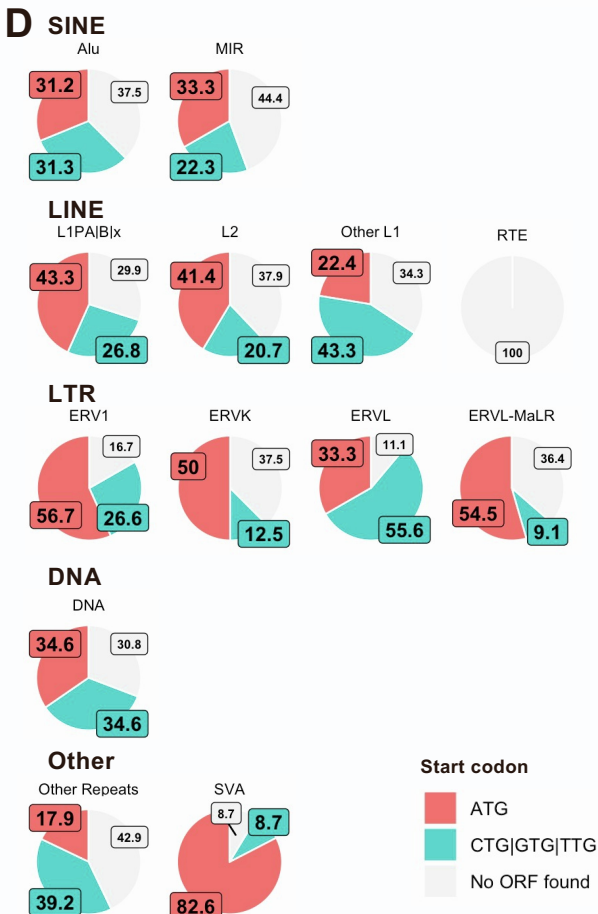 D SINE
Alu MIR
31.2 37.5 33.3 44.4
31.3 22.3
LINE
L1PA|B|x L2 Other L1 RTE
43.3 29.9 41.4 37.9 22.4 34.3
26.8 20.7 43.3 100
LTR
ERV1 ERVK ERVL ERVL-MaLR
16.7 50 37.5 33.3 11.1 36.4
56.7 26.6 12.5 55.6 54.5 9.1
DNA
DNA
34.6 30.8
34.6
Other
Other Repeats SVA
17.9 42.9 8.7 8.7
39.2 82.6
Start codon
ATG
CTG|GTG|TTG
No ORF found